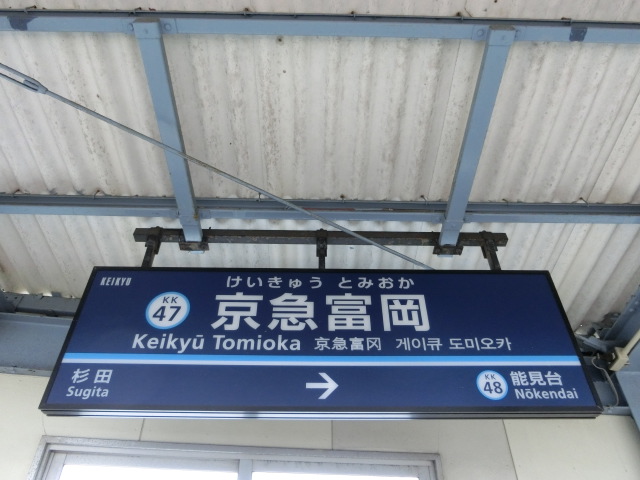 KEIKYU
けいきゅう とみおか
KK 47 京急富岡
Keikyū Tomioka 京急富冈 게이큐 도미오카
杉田
Sugita
→
KK 48 能見台
Nōkendai